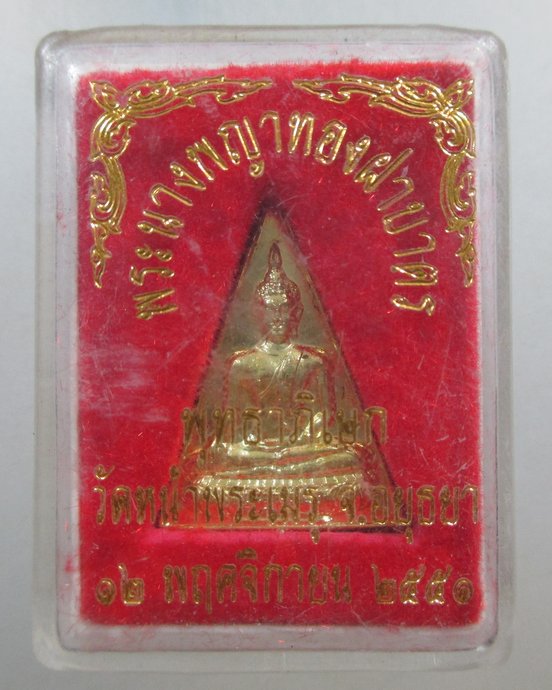 พระนางพญาทองฝาบาตร
พุทธาภิเษก
วัดหน้าพระเมรุ จ.อยุธยา
๑๒ พฤศจิกายน ๒๕๕๑